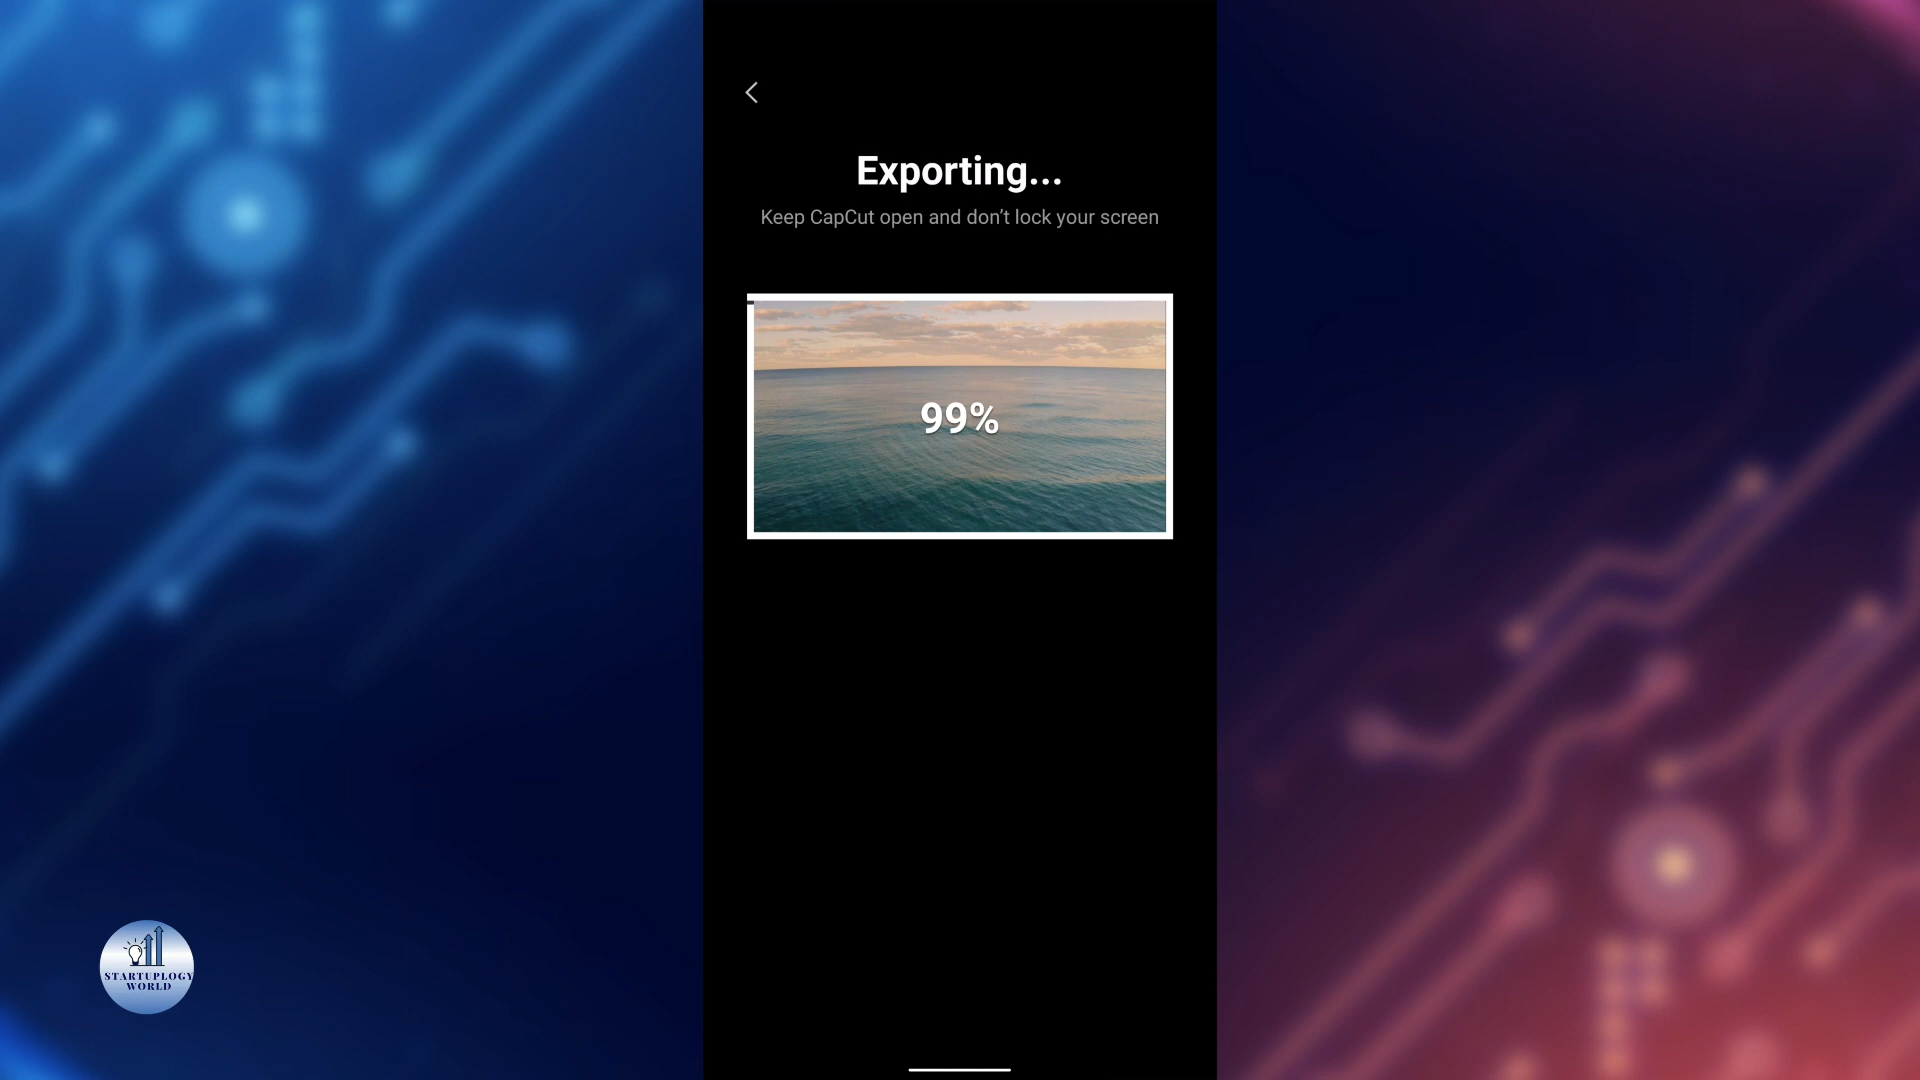 Exporting...
Keep CapCut open and don't lock your screen
99%
STARTUPLOGY
WORLD